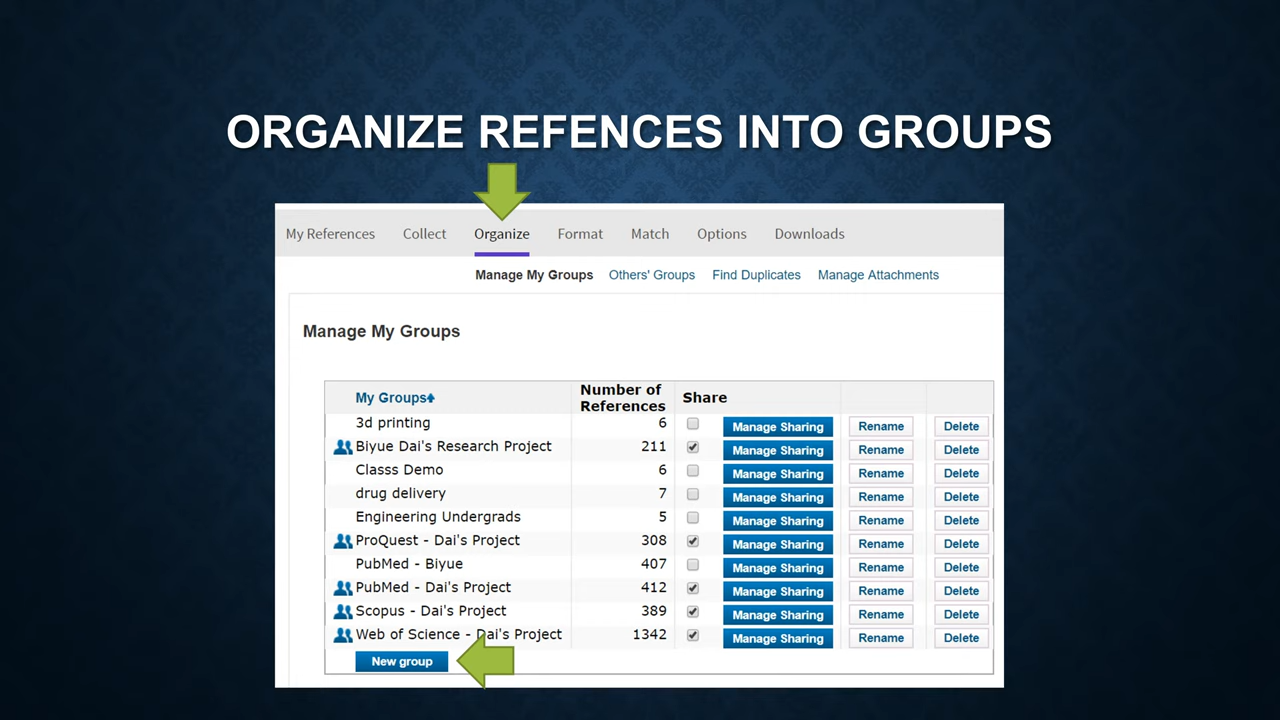 ORGANIZE REFENCES INTO GROUPS
My References Collect Organize Format Match Options Downloads
Manage My Groups Others' Groups Find Duplicates Manage Attachments
Manage My Groups
My Groups Number of References Share
3d printing 6 Manage Sharing Rename Delete
Biyue Dai's Research Project 211 Manage Sharing Rename Delete
Classs Demo 6 Manage Sharing Rename Delete
drug delivery 7 Manage Sharing Rename Delete
Engineering Undergrads 5 Manage Sharing Rename Delete
ProQuest - Dai's Project 308 Manage Sharing Rename Delete
PubMed - Biyue 407 Manage Sharing Rename Delete
PubMed - Dai's Project 412 Manage Sharing Rename Delete
Scopus - Dai's Project 389 Manage Sharing Rename Delete
Web of Science - Dai's Project 1342 Manage Sharing Rename Delete
New group